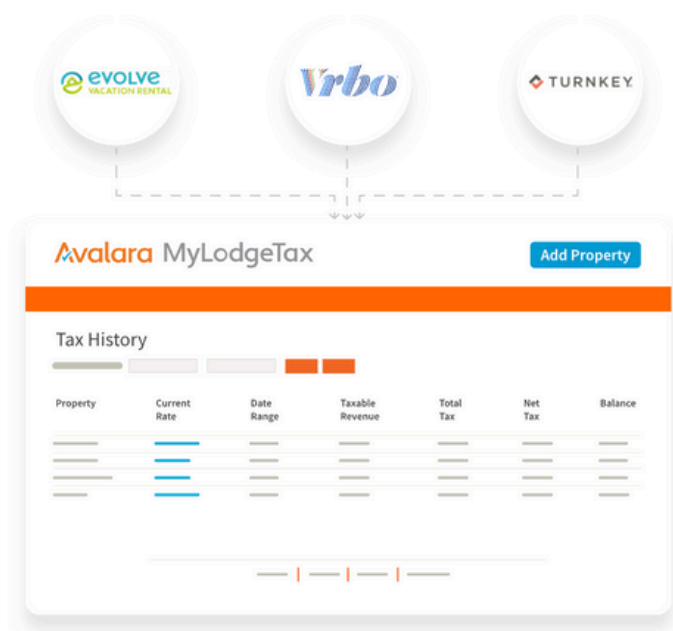 evolve
VACATION RENTAL
Vrbo
TURNKEY
Avalara MyLodgeTax
Add Property
Tax History
Property Current Rate Date Range Taxable Revenue Total Tax Net Tax Balance